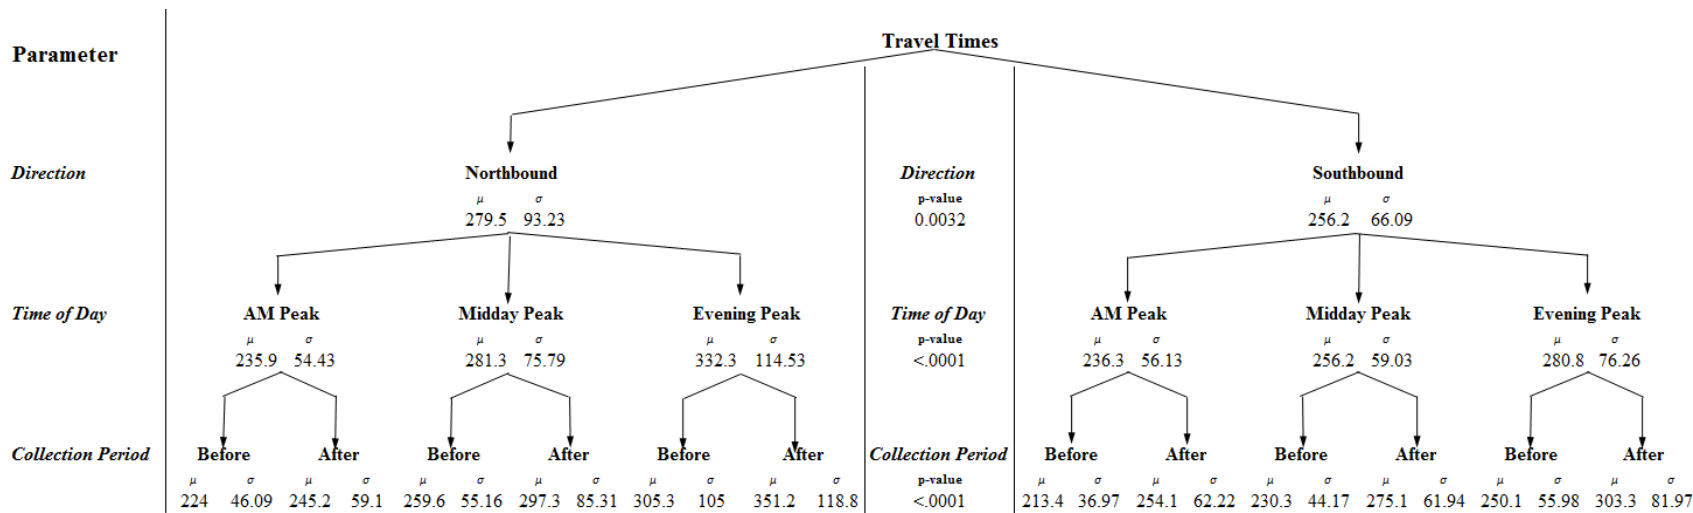 Travel Times
Parameter
Direction Northbound Direction Southbound
μ σ p-value μ σ
279.5 93.23 0.0032 256.2 66.09
Time of Day AM Peak Midday Peak Evening Peak Time of Day AM Peak Midday Peak Evening Peak
μ σ μ σ μ σ p-value μ σ μ σ μ σ
235.9 54.43 281.3 75.79 332.3 114.53 <.0001 236.3 56.13 256.2 59.03 280.8 76.26
Collection Period Before After Before After Before After Collection Period Before After Before After Before After
μ σ μ σ μ σ μ σ μ σ μ σ p-value μ σ μ σ μ σ μ σ μ σ μ σ
224 46.09 245.2 59.1 259.6 55.16 297.3 85.31 305.3 105 351.2 118.8 <.0001 213.4 36.97 254.1 62.22 230.3 44.17 275.1 61.94 250.1 55.98 303.3 81.97